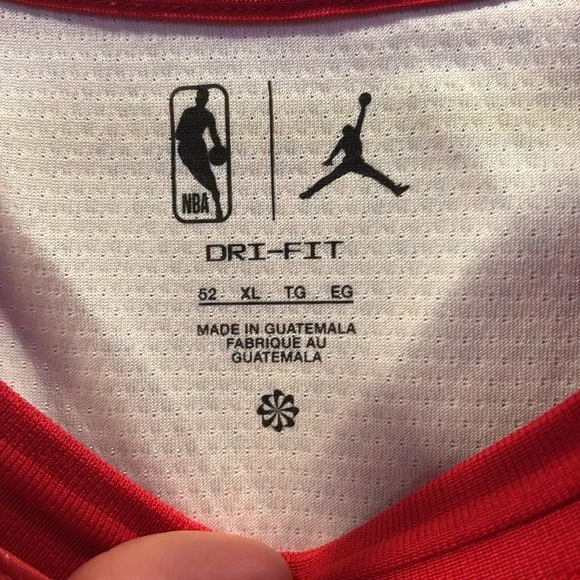 NBA
DRI-FIT
52 XL TG EG
MADE IN GUATEMALA
FABRIQUE AU
GUATEMALA